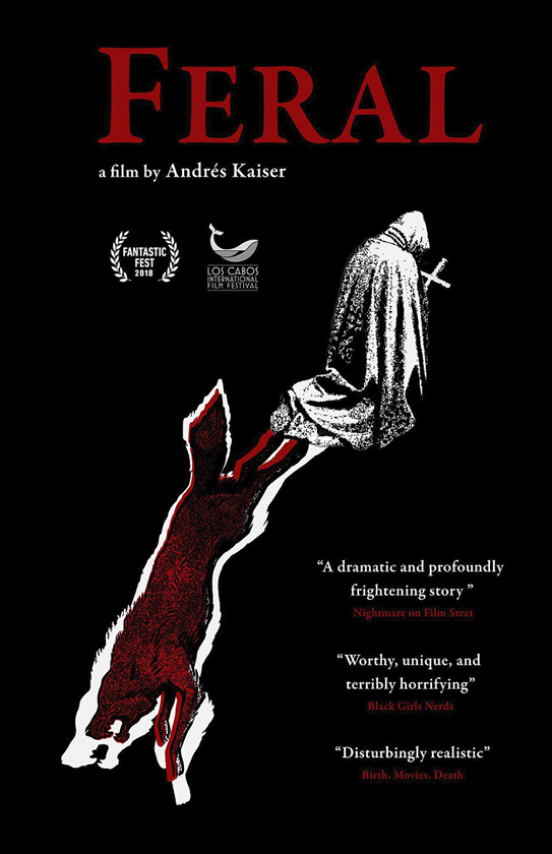 FERAL
a film by Andrés Kaiser
FANTASTIC
FEST
2018
LOS CABOS
INTERNATIONAL
FILM FESTIVAL
“A dramatic and profoundly
frightening story ”
Nightmare on Film Steet
“Worthy, unique, and
terribly horrifying”
Black Girls Nerds
“Disturbingly realistic”
Birth. Movies. Death